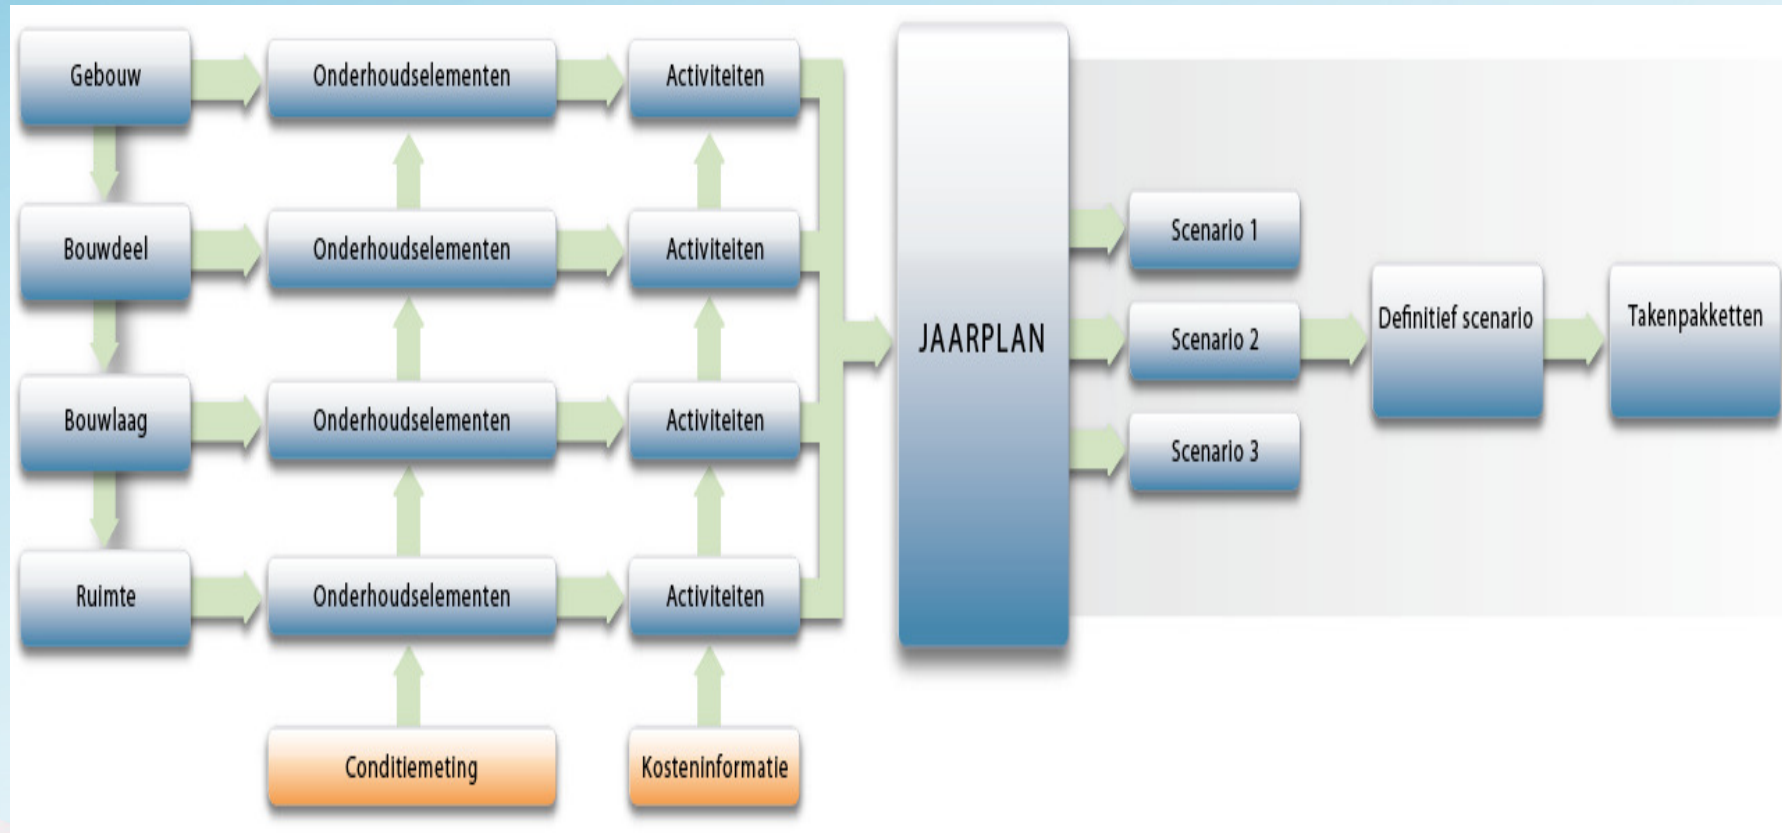 Gebouw
Onderhoudselementen
Activiteiten
Bouwdeel
Onderhoudselementen
Activiteiten
Bouwlaag
Onderhoudselementen
Activiteiten
Ruimte
Onderhoudselementen
Activiteiten
Conditiemeting
Kosteninformatie
JAARPLAN
Scenario 1
Scenario 2
Scenario 3
Definitief scenario
Takenpakketten